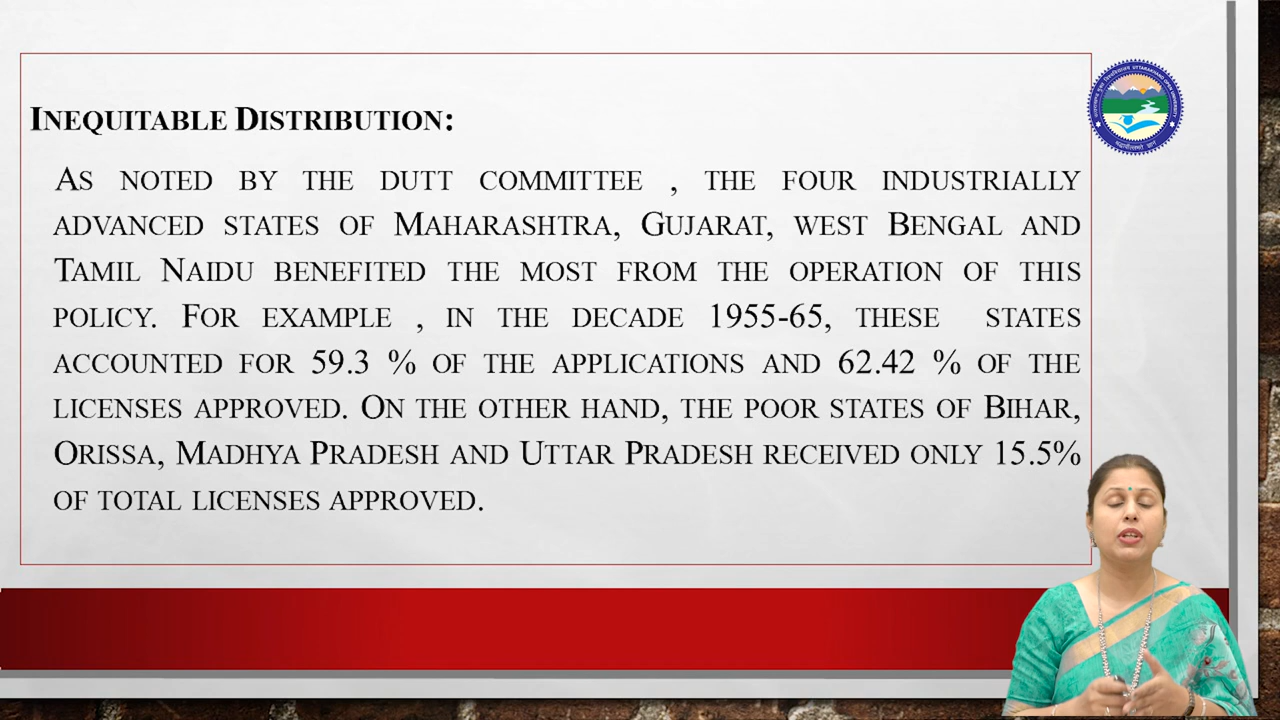 INEQUITABLE DISTRIBUTION:
AS NOTED BY THE DUTT COMMITTEE , THE FOUR INDUSTRIALLY
ADVANCED STATES OF MAHARASHTRA, GUJARAT, WEST BENGAL AND
TAMIL NAIDU BENEFITED THE MOST FROM THE OPERATION OF THIS
POLICY. FOR EXAMPLE , IN THE DECADE 1955-65, THESE STATES
ACCOUNTED FOR 59.3 % OF THE APPLICATIONS AND 62.42 % OF THE
LICENSES APPROVED. ON THE OTHER HAND, THE POOR STATES OF BIHAR,
ORISSA, MADHYA PRADESH AND UTTAR PRADESH RECEIVED ONLY 15.5%
OF TOTAL LICENSES APPROVED.